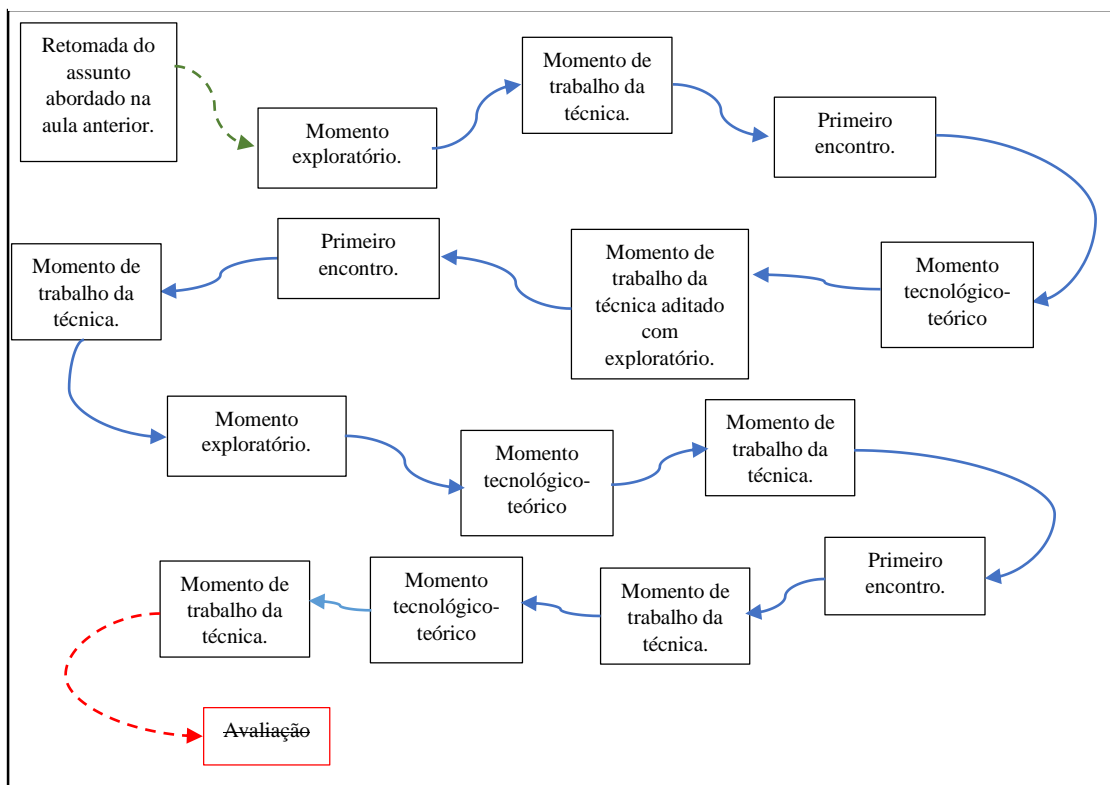 Retomada do
assunto
abordado na
aula anterior.
Momento
exploratório.
Momento de
trabalho da
técnica.
Primeiro
encontro.
Momento
tecnológico-
teórico
Momento de
trabalho da
técnica aditado
com
exploratório.
Primeiro
encontro.
Momento de
trabalho da
técnica.
Momento
exploratório.
Momento
tecnológico-
teórico
Momento de
trabalho da
técnica.
Primeiro
encontro.
Momento de
trabalho da
técnica.
Momento
tecnológico-
teórico
Momento de
trabalho da
técnica.
Avaliação